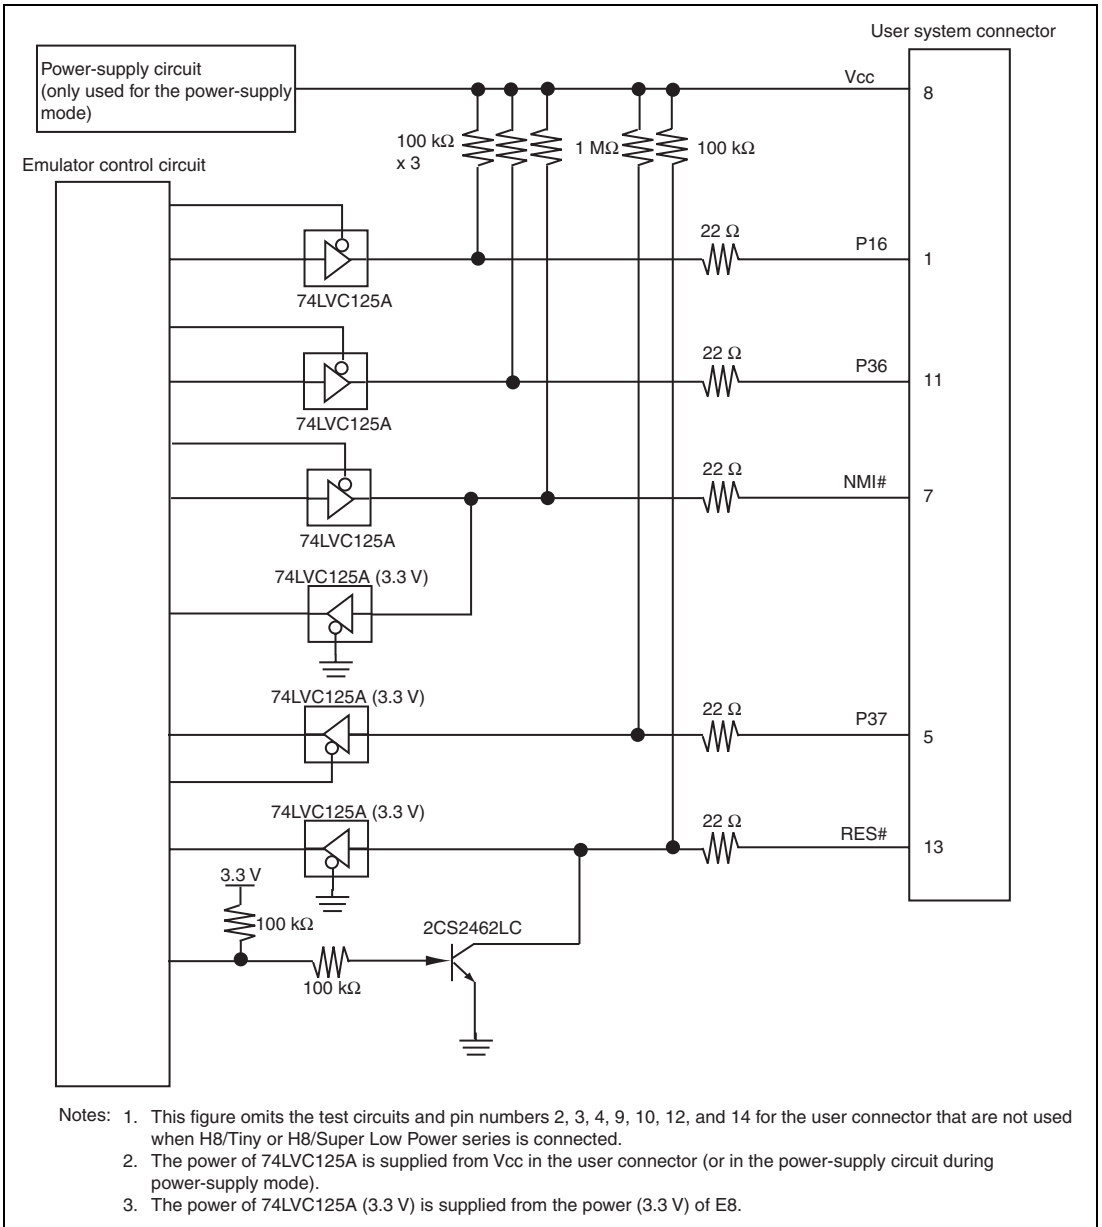 User system connector
Power-supply circuit
(only used for the power-supply
mode)
Vcc
8
100 kΩ
x 3
1 MΩ
100 kΩ
Emulator control circuit
22 Ω
P16
1
74LVC125A
22 Ω
P36
11
74LVC125A
22 Ω
NMI#
7
74LVC125A
74LVC125A (3.3 V)
74LVC125A (3.3 V)
22 Ω
P37
5
74LVC125A (3.3 V)
22 Ω
RES#
13
3.3 V
100 kΩ
2CS2462LC
100 kΩ
Notes: 1. This figure omits the test circuits and pin numbers 2, 3, 4, 9, 10, 12, and 14 for the user connector that are not used
when H8/Tiny or H8/Super Low Power series is connected.
2. The power of 74LVC125A is supplied from Vcc in the user connector (or in the power-supply circuit during
power-supply mode).
3. The power of 74LVC125A (3.3 V) is supplied from the power (3.3 V) of E8.